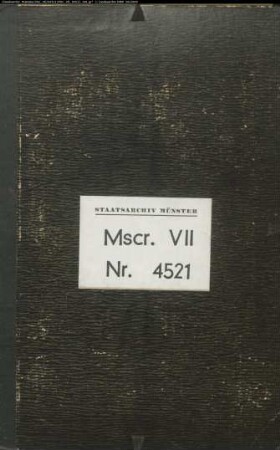 STAATSARCHIV MÜNSTER
Mscr. VII
Nr. 4521